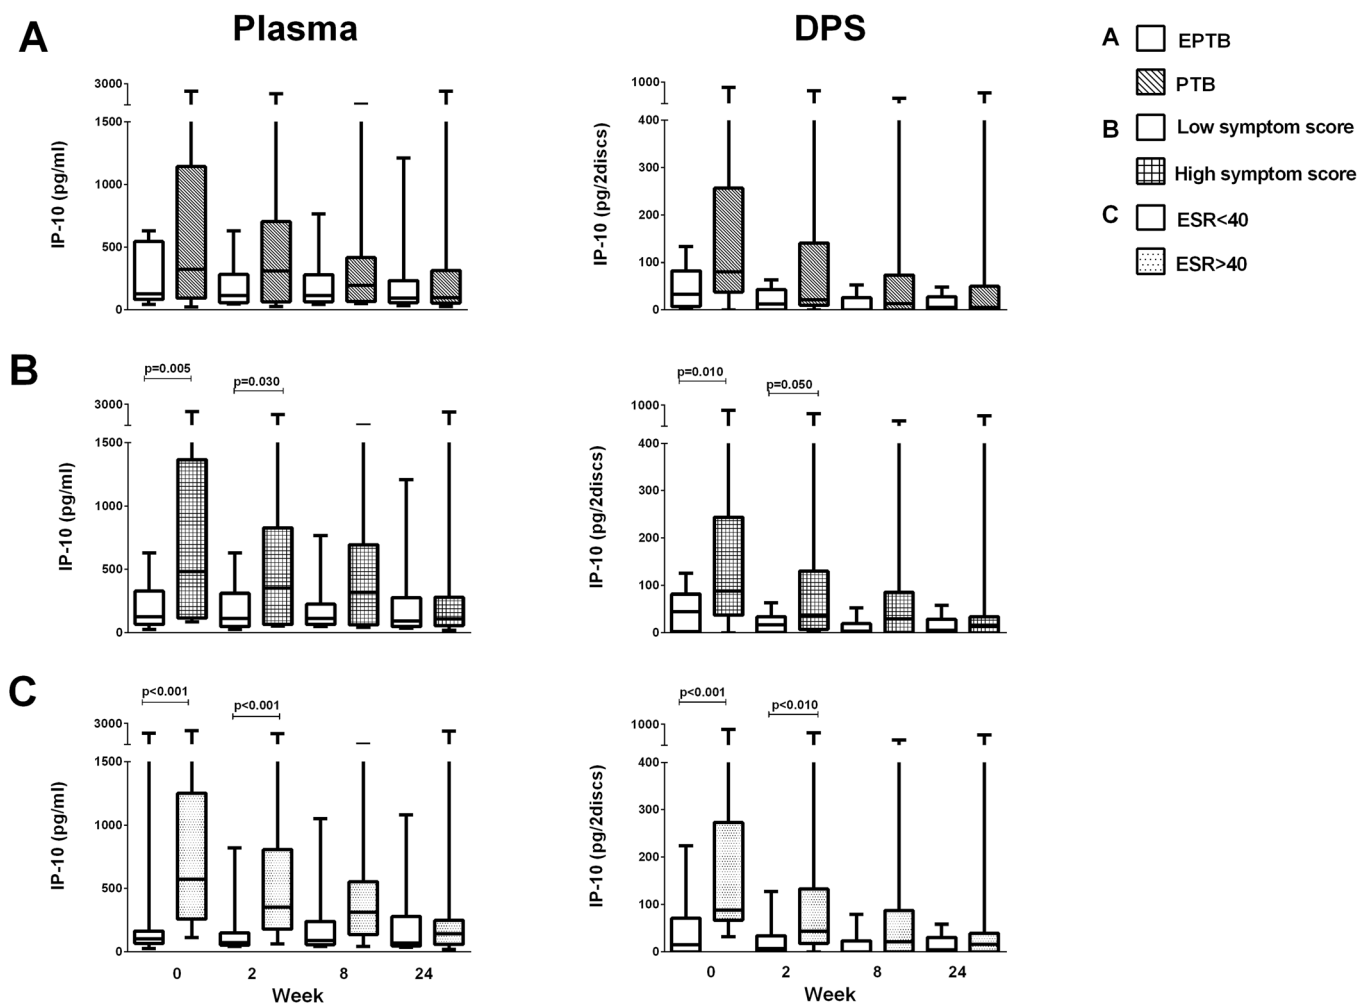 A
Plasma
DPS
A
EPTB
PTB
B
Low symptom score
High symptom score
C
ESR<40
ESR>40
IP-10 (pg/ml)
3000
1500
1000
500
0
IP-10 (pg/2discs)
1000
400
300
200
100
0
B
p=0.005
p=0.030
IP-10 (pg/ml)
3000
1500
1000
500
0
p=0.010
p=0.050
IP-10 (pg/2discs)
1000
400
300
200
100
0
C
p<0.001
p<0.001
IP-10 (pg/ml)
3000
1500
1000
500
0
0 2 8 24
Week
p<0.001
p<0.010
IP-10 (pg/2discs)
1000
400
300
200
100
0
0 2 8 24
Week